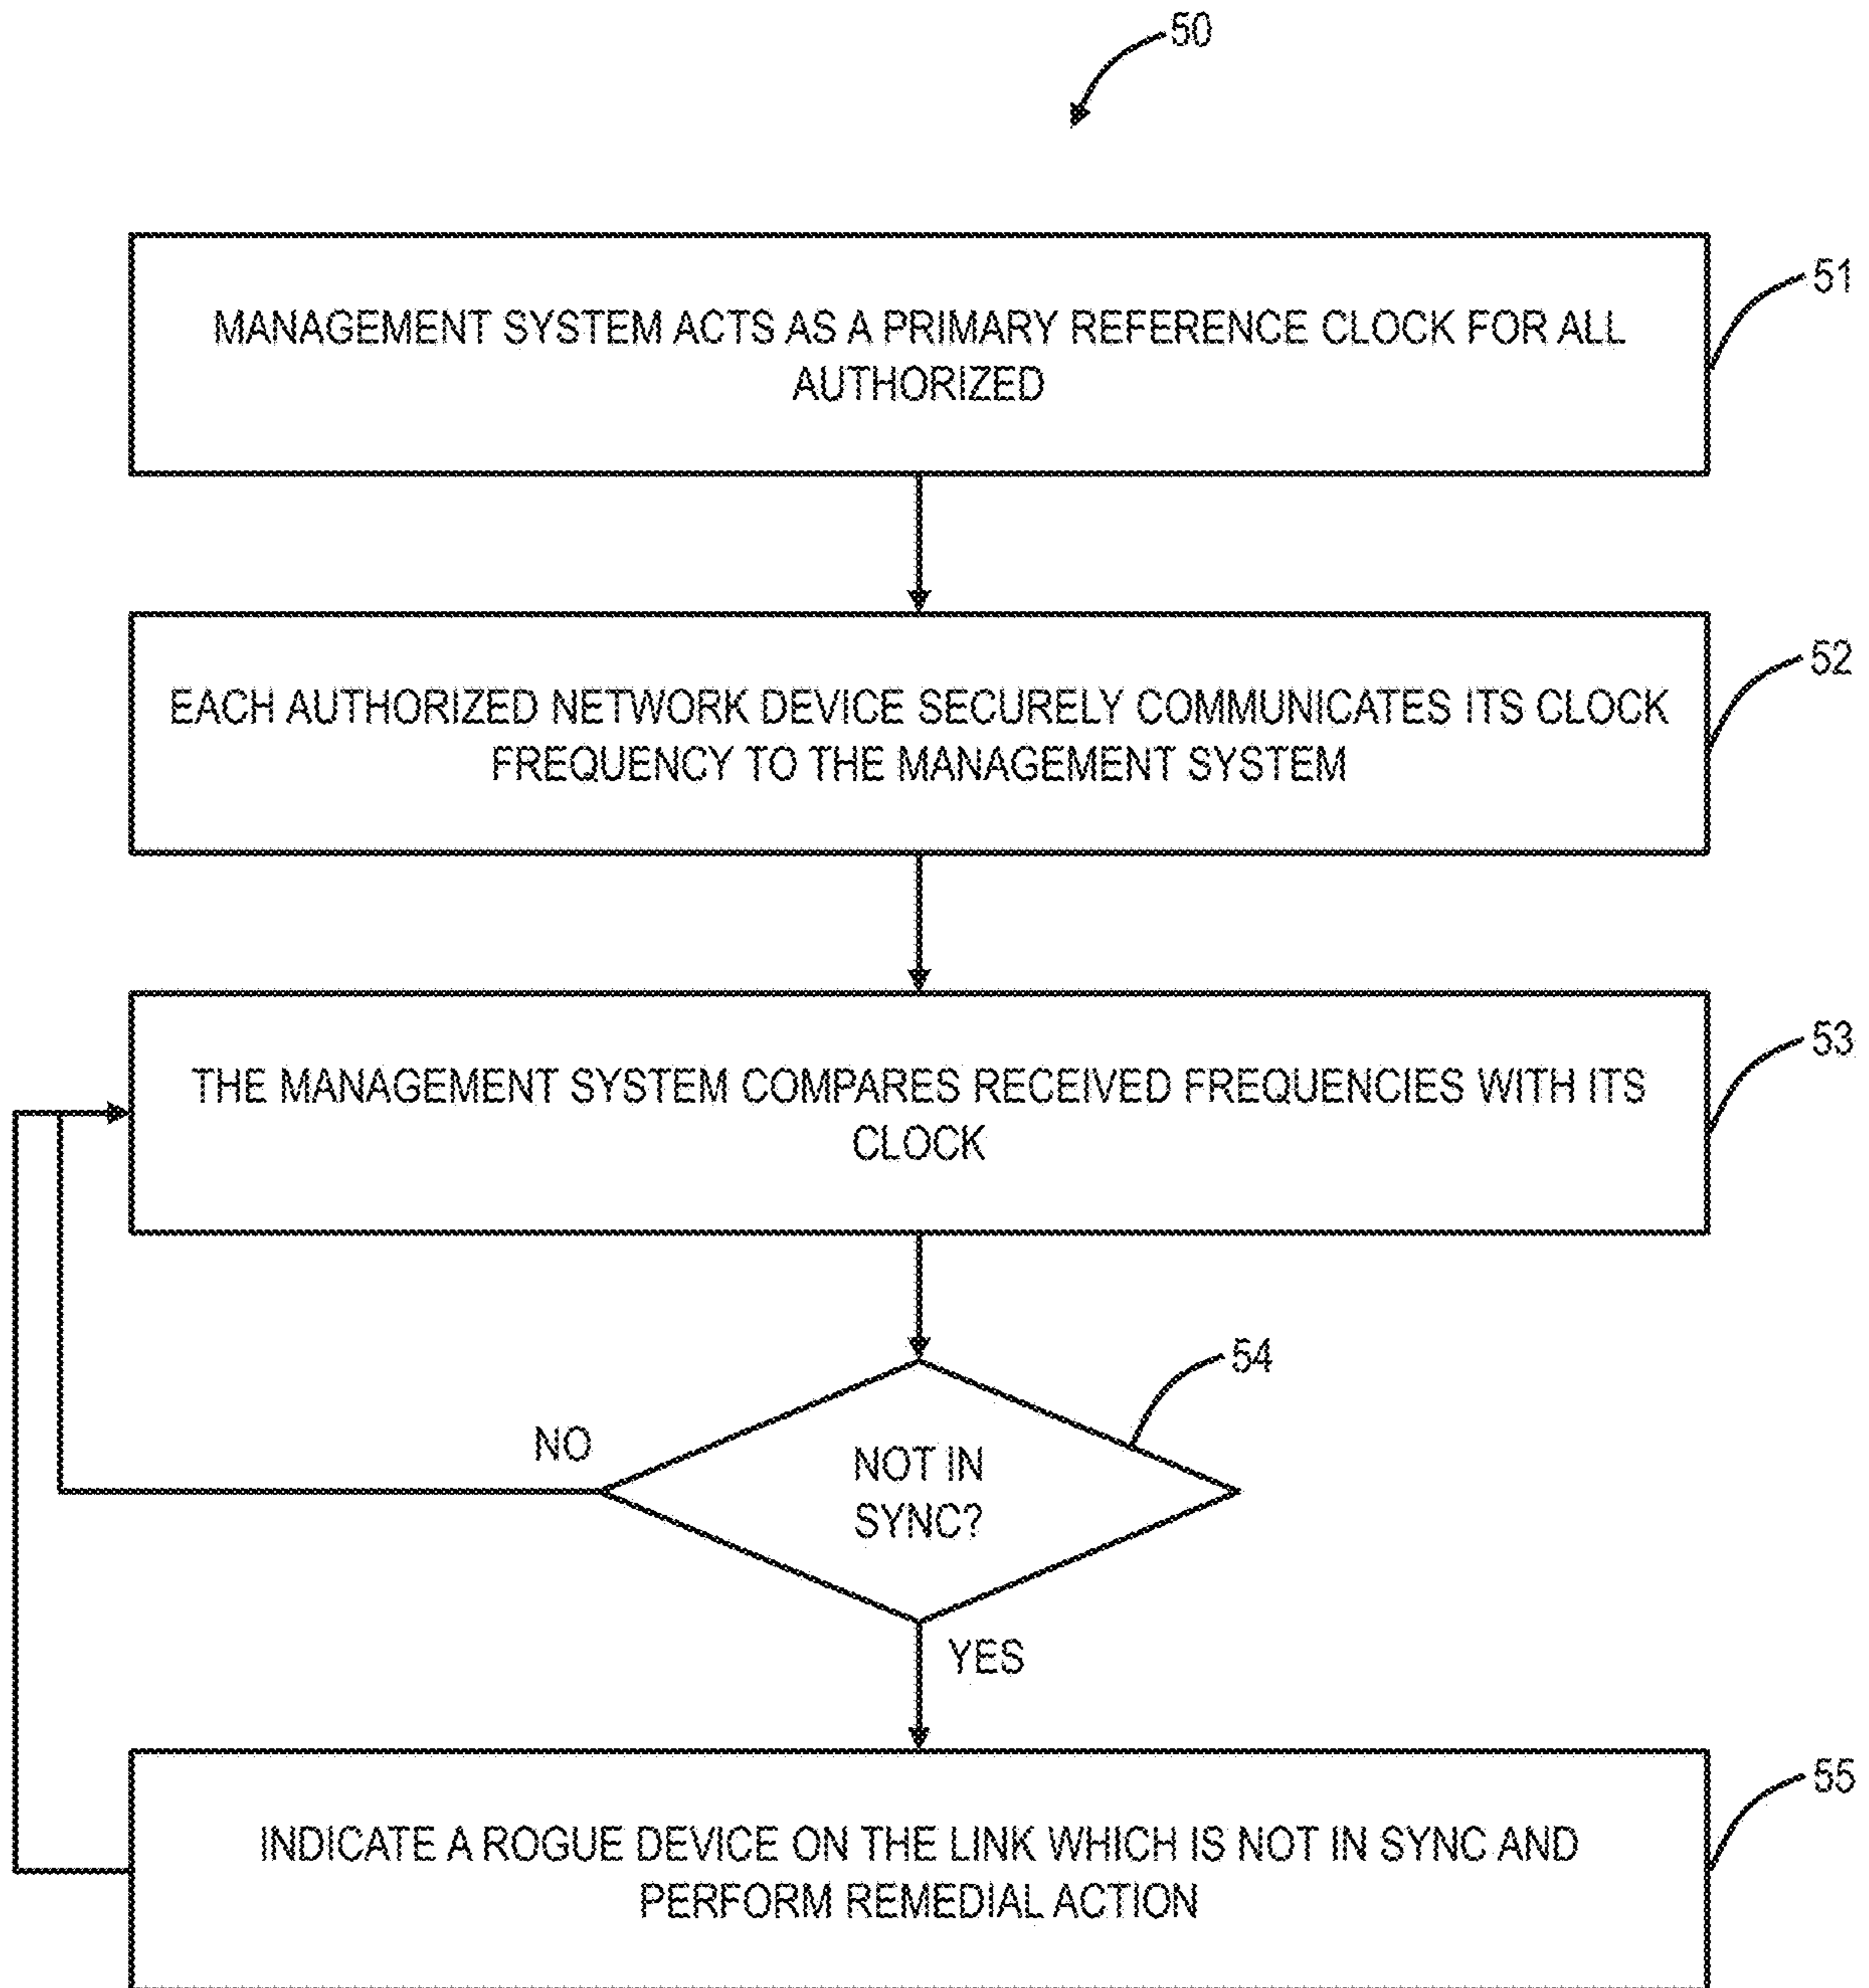 50
MANAGEMENT SYSTEM ACTS AS A PRIMARY REFERENCE CLOCK FOR ALL
AUTHORIZED
51
EACH AUTHORIZED NETWORK DEVICE SECURELY COMMUNICATES ITS CLOCK
FREQUENCY TO THE MANAGEMENT SYSTEM
52
THE MANAGEMENT SYSTEM COMPARES RECEIVED FREQUENCIES WITH ITS
CLOCK
53
54
NO
NOT IN
SYNC?
YES
INDICATE A ROGUE DEVICE ON THE LINK WHICH IS NOT IN SYNC AND
PERFORM REMEDIAL ACTION
55